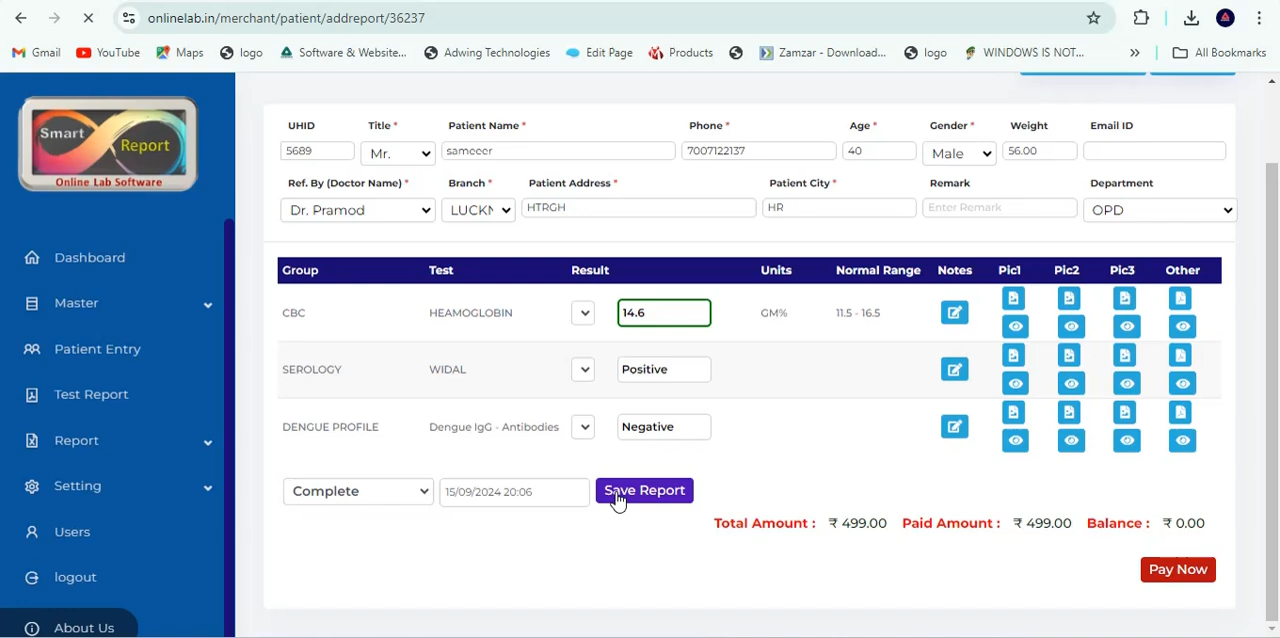 onlinelab.in/merchant/patient/addreport/36237
Gmail YouTube Maps logo Software & Website... Adwing Technologies Edit Page Products Zamzar - Download... logo WINDOWS IS NOT... » All Bookmarks
Smart Report
Online Lab Software
Dashboard
Master
Patient Entry
Test Report
Report
Setting
Users
logout
About Us
UHID Title * Patient Name * Phone * Age * Gender * Weight Email ID
5689 Mr. sameeer 7007122137 40 Male 56.00
Ref. By (Doctor Name) * Branch * Patient Address * Patient City * Remark Department
Dr. Pramod LUCKN HTRGH HR Enter Remark OPD
Group Test Result Units Normal Range Notes Pic1 Pic2 Pic3 Other
CBC HEAMOGLOBIN 14.6 GM% 11.5 - 16.5
SEROLOGY WIDAL Positive
DENGUE PROFILE Dengue IgG - Antibodies Negative
Complete 15/09/2024 20:06 Save Report
Total Amount : ₹ 499.00 Paid Amount : ₹ 499.00 Balance : ₹ 0.00
Pay Now